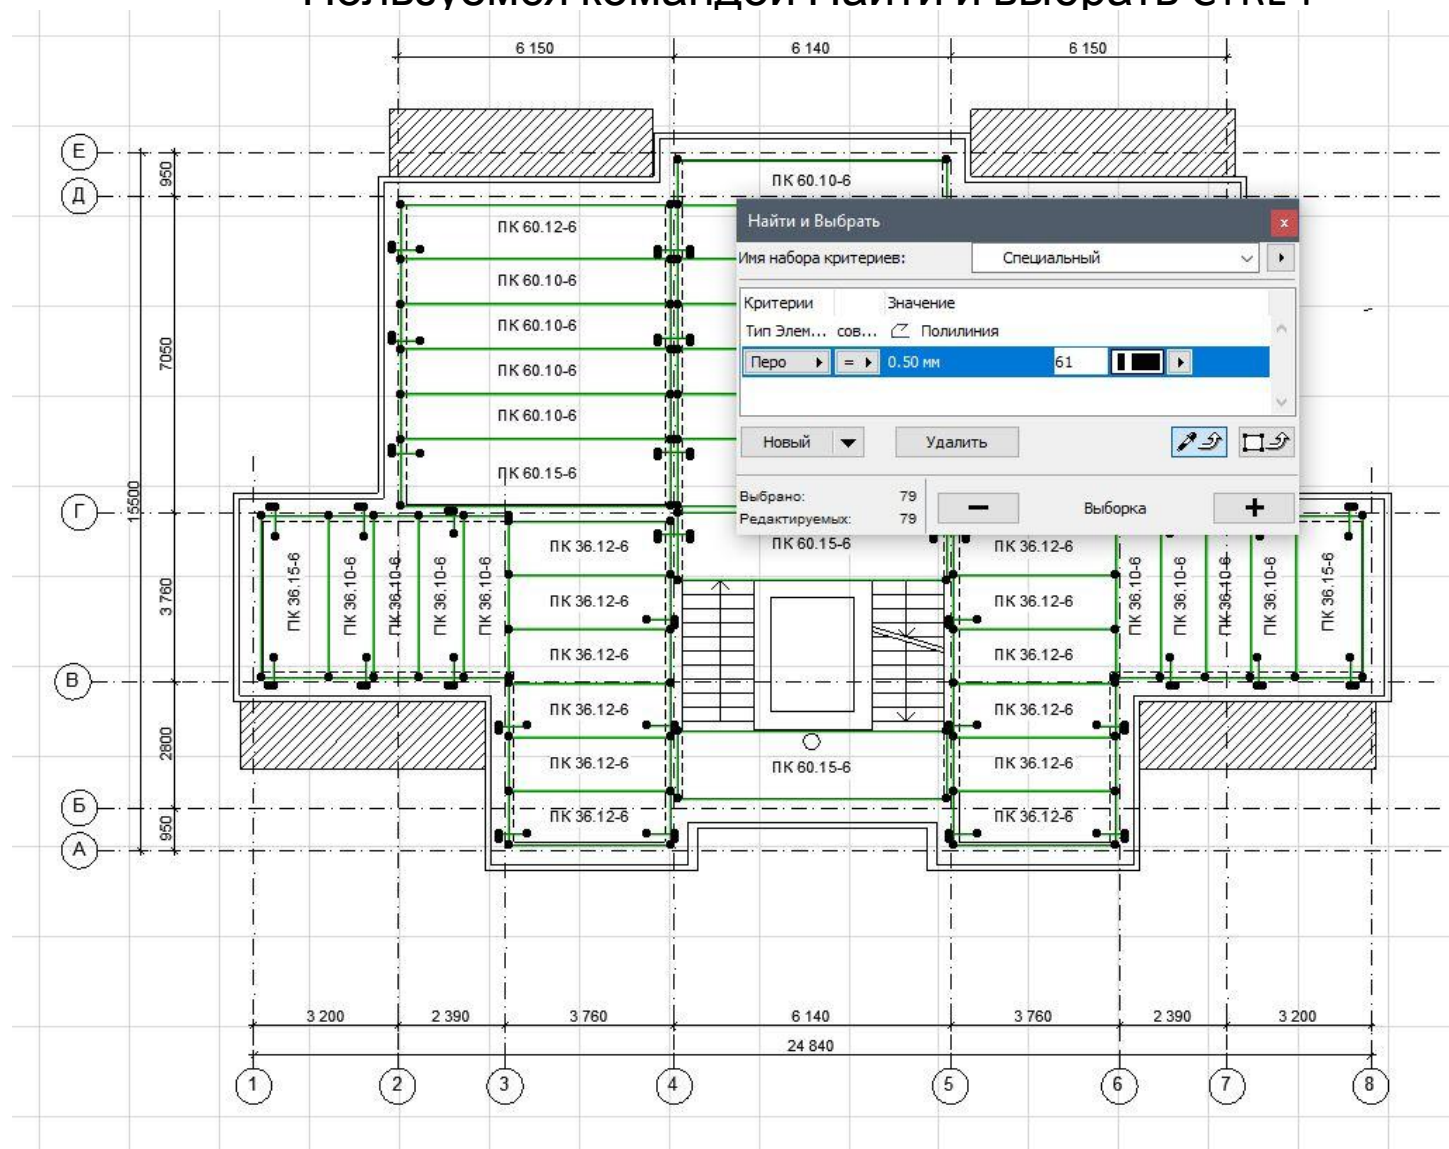 Пользуемся командой Найти и выбрать CTRL
6 150
6 140
6 150
Е
950
ПК 60.10-6
Д
Найти и Выбрать
x
ПК 60.12-6
Имя набора критериев:
Специальный
ПК 60.10-6
Критерии
Значение
ПК 60.10-6
Тип Элем...
сов...
Полилиния
7050
Перо
=
0.50 мм
61
ПК 60.10-6
ПК 60.10-6
Новый
Удалить
ПК 60.15-6
Выбрано:
79
Выборка
Редактируемых:
79
15500
Г
ПК 36.12-6
ПК 60.15-6
ПК 36.12-6
3 760
ПК 36.15-6
ПК 36.10-6
ПК 36.10-6
ПК 36.10-6
ПК 36.10-6
ПК 36.12-6
ПК 36.12-6
ПК 36.10-6
ПК 36.10-6
ПК 36.10-6
ПК 36.10-6
ПК 36.15-6
ПК 36.12-6
ПК 36.12-6
В
ПК 36.12-6
ПК 36.12-6
2800
ПК 36.12-6
ПК 60.15-6
ПК 36.12-6
Б
950
ПК 36.12-6
ПК 36.12-6
А
3 200
2 390
3 760
6 140
3 760
2 390
3 200
24 840
1
2
3
4
5
6
7
8